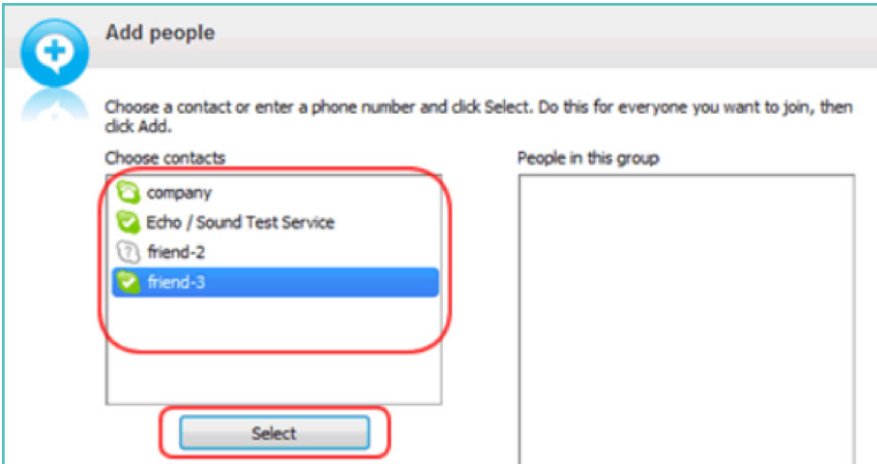 Add people
Choose a contact or enter a phone number and click Select. Do this for everyone you want to join, then
click Add.
Choose contacts
People in this group
company
Echo / Sound Test Service
friend-2
friend-3
Select